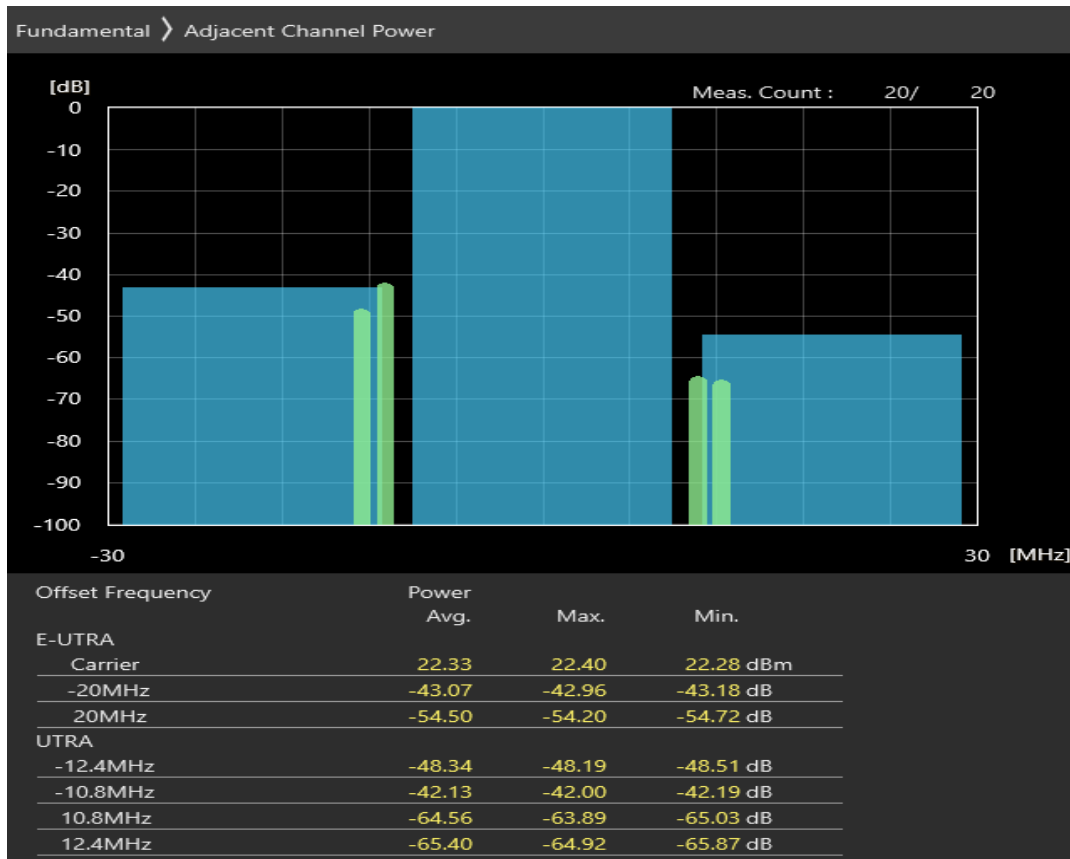 Fundamental ❯ Adjacent Channel Power
[dB]
Meas. Count : 20/ 20
0
-10
-20
-30
-40
-50
-60
-70
-80
-90
-100
-30 30 [MHz]
Offset Frequency Power
Avg. Max. Min.
E-UTRA
Carrier 22.33 22.40 22.28 dBm
-20MHz -43.07 -42.96 -43.18 dB
20MHz -54.50 -54.20 -54.72 dB
UTRA
-12.4MHz -48.34 -48.19 -48.51 dB
-10.8MHz -42.13 -42.00 -42.19 dB
10.8MHz -64.56 -63.89 -65.03 dB
12.4MHz -65.40 -64.92 -65.87 dB